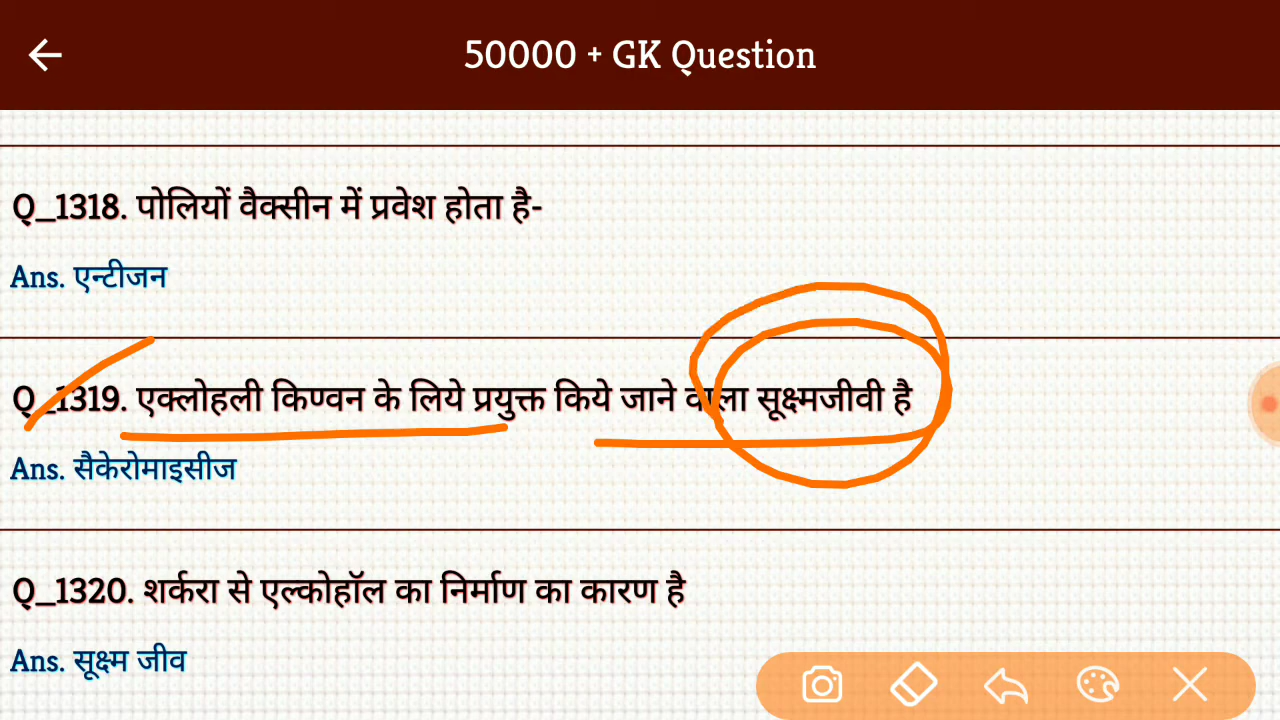 50000 + GK Question
Q_1318. पोलियों वैक्सीन में प्रवेश होता है-
Ans. एन्टीजन
Q_1319. एक्लोहली किण्वन के लिये प्रयुक्त किये जाने वाला सूक्ष्मजीवी है
Ans. सैकेरोमाइसीज
Q_1320. शर्करा से एल्कोहॉल का निर्माण का कारण है
Ans. सूक्ष्म जीव